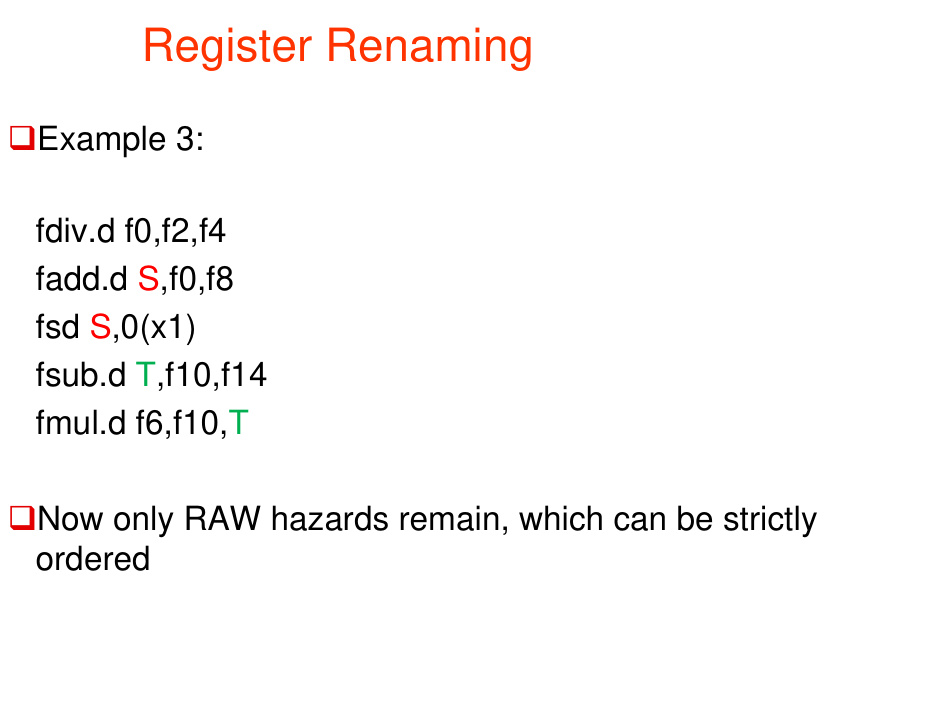 Register Renaming
❑Example 3:
fdiv.d f0,f2,f4
fadd.d S,f0,f8
fsd S,0(x1)
fsub.d T,f10,f14
fmul.d f6,f10,T
❑Now only RAW hazards remain, which can be strictly
ordered